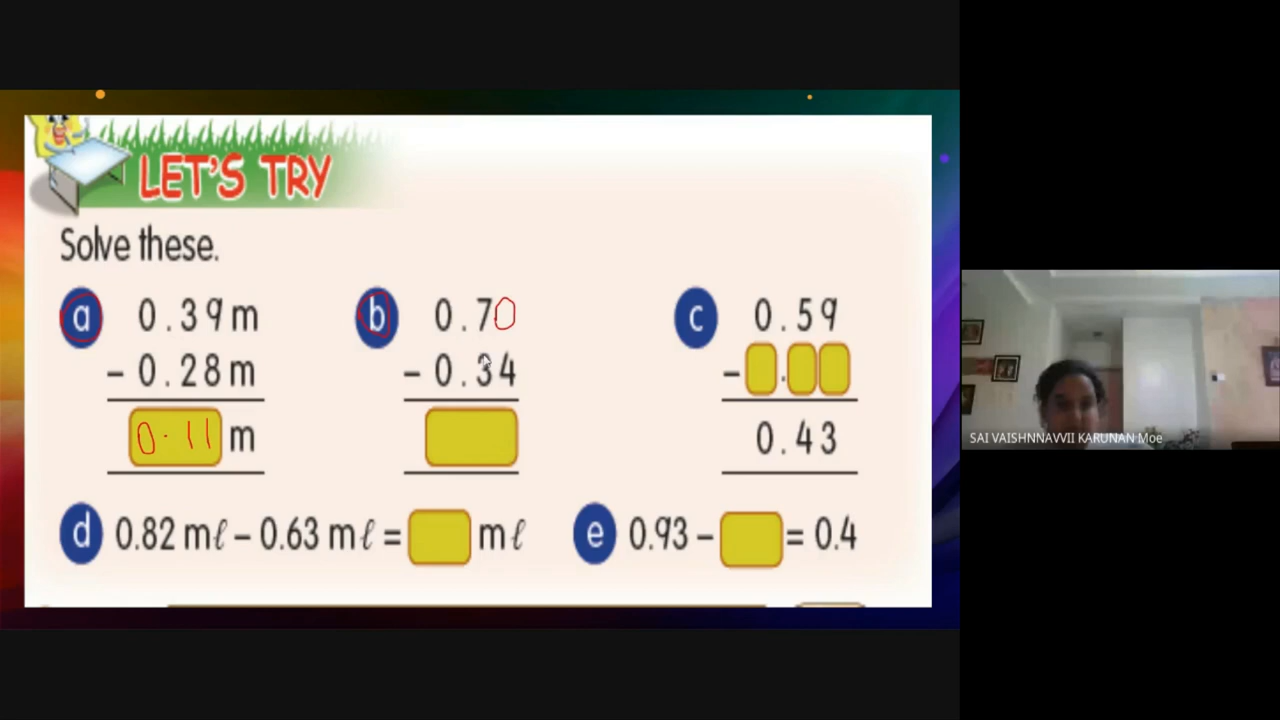 LET'S TRY
Solve these.
a 0.39 m
- 0.28 m
0.11 m
b 0.70
- 0.34
c 0.59
- .
0.43
d 0.82 mℓ – 0.63 mℓ = mℓ
e 0.93 – = 0.4
SAI VAISHNNAVVII KARUNAN Moe